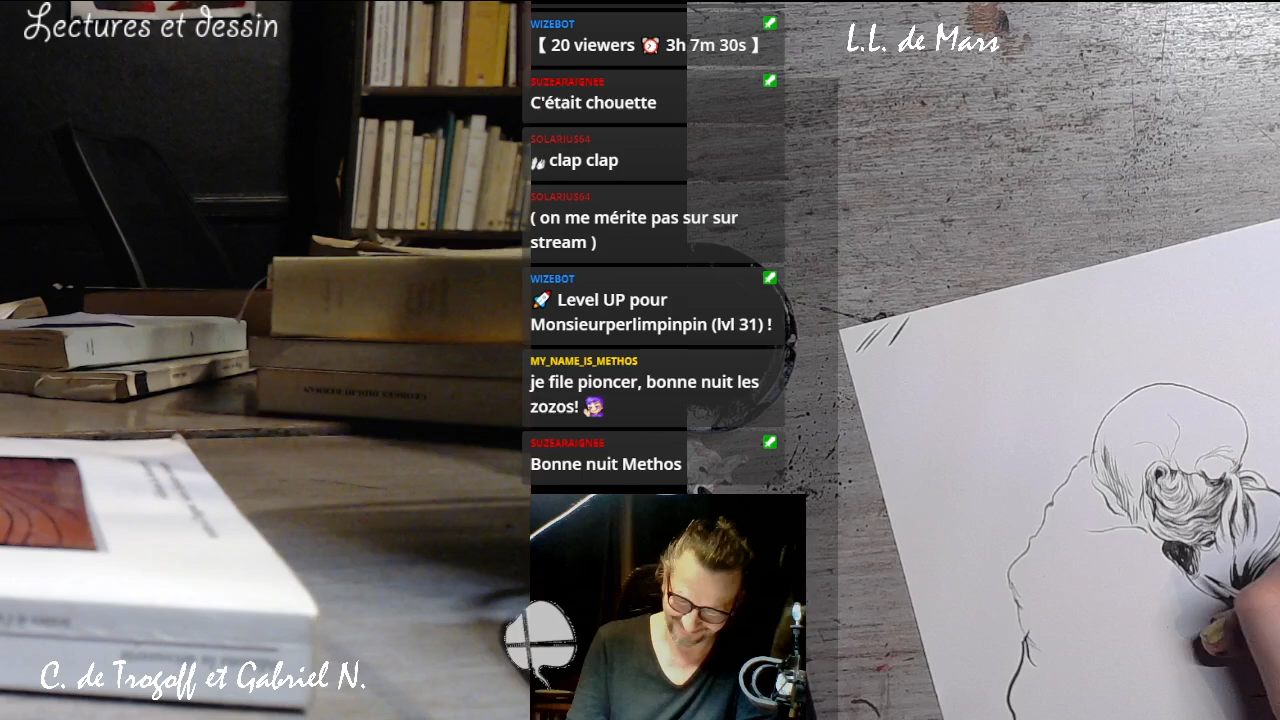 Lectures et dessin
WIZEBOT
【 20 viewers ⏰ 3h 7m 30s 】
SUZEARAIGNEE
C'était chouette
SOLARIUS64
clap clap
SOLARIUS64
( on me mérite pas sur sur
stream )
WIZEBOT
🚀 Level UP pour
Monsieurperlimpinpin (lvl 31) !
MY_NAME_IS_METHOS
je file pioncer, bonne nuit les
zozos!
SUZEARAIGNEE
Bonne nuit Methos
L.L. de Mars
C. de Trogoff et Gabriel N.